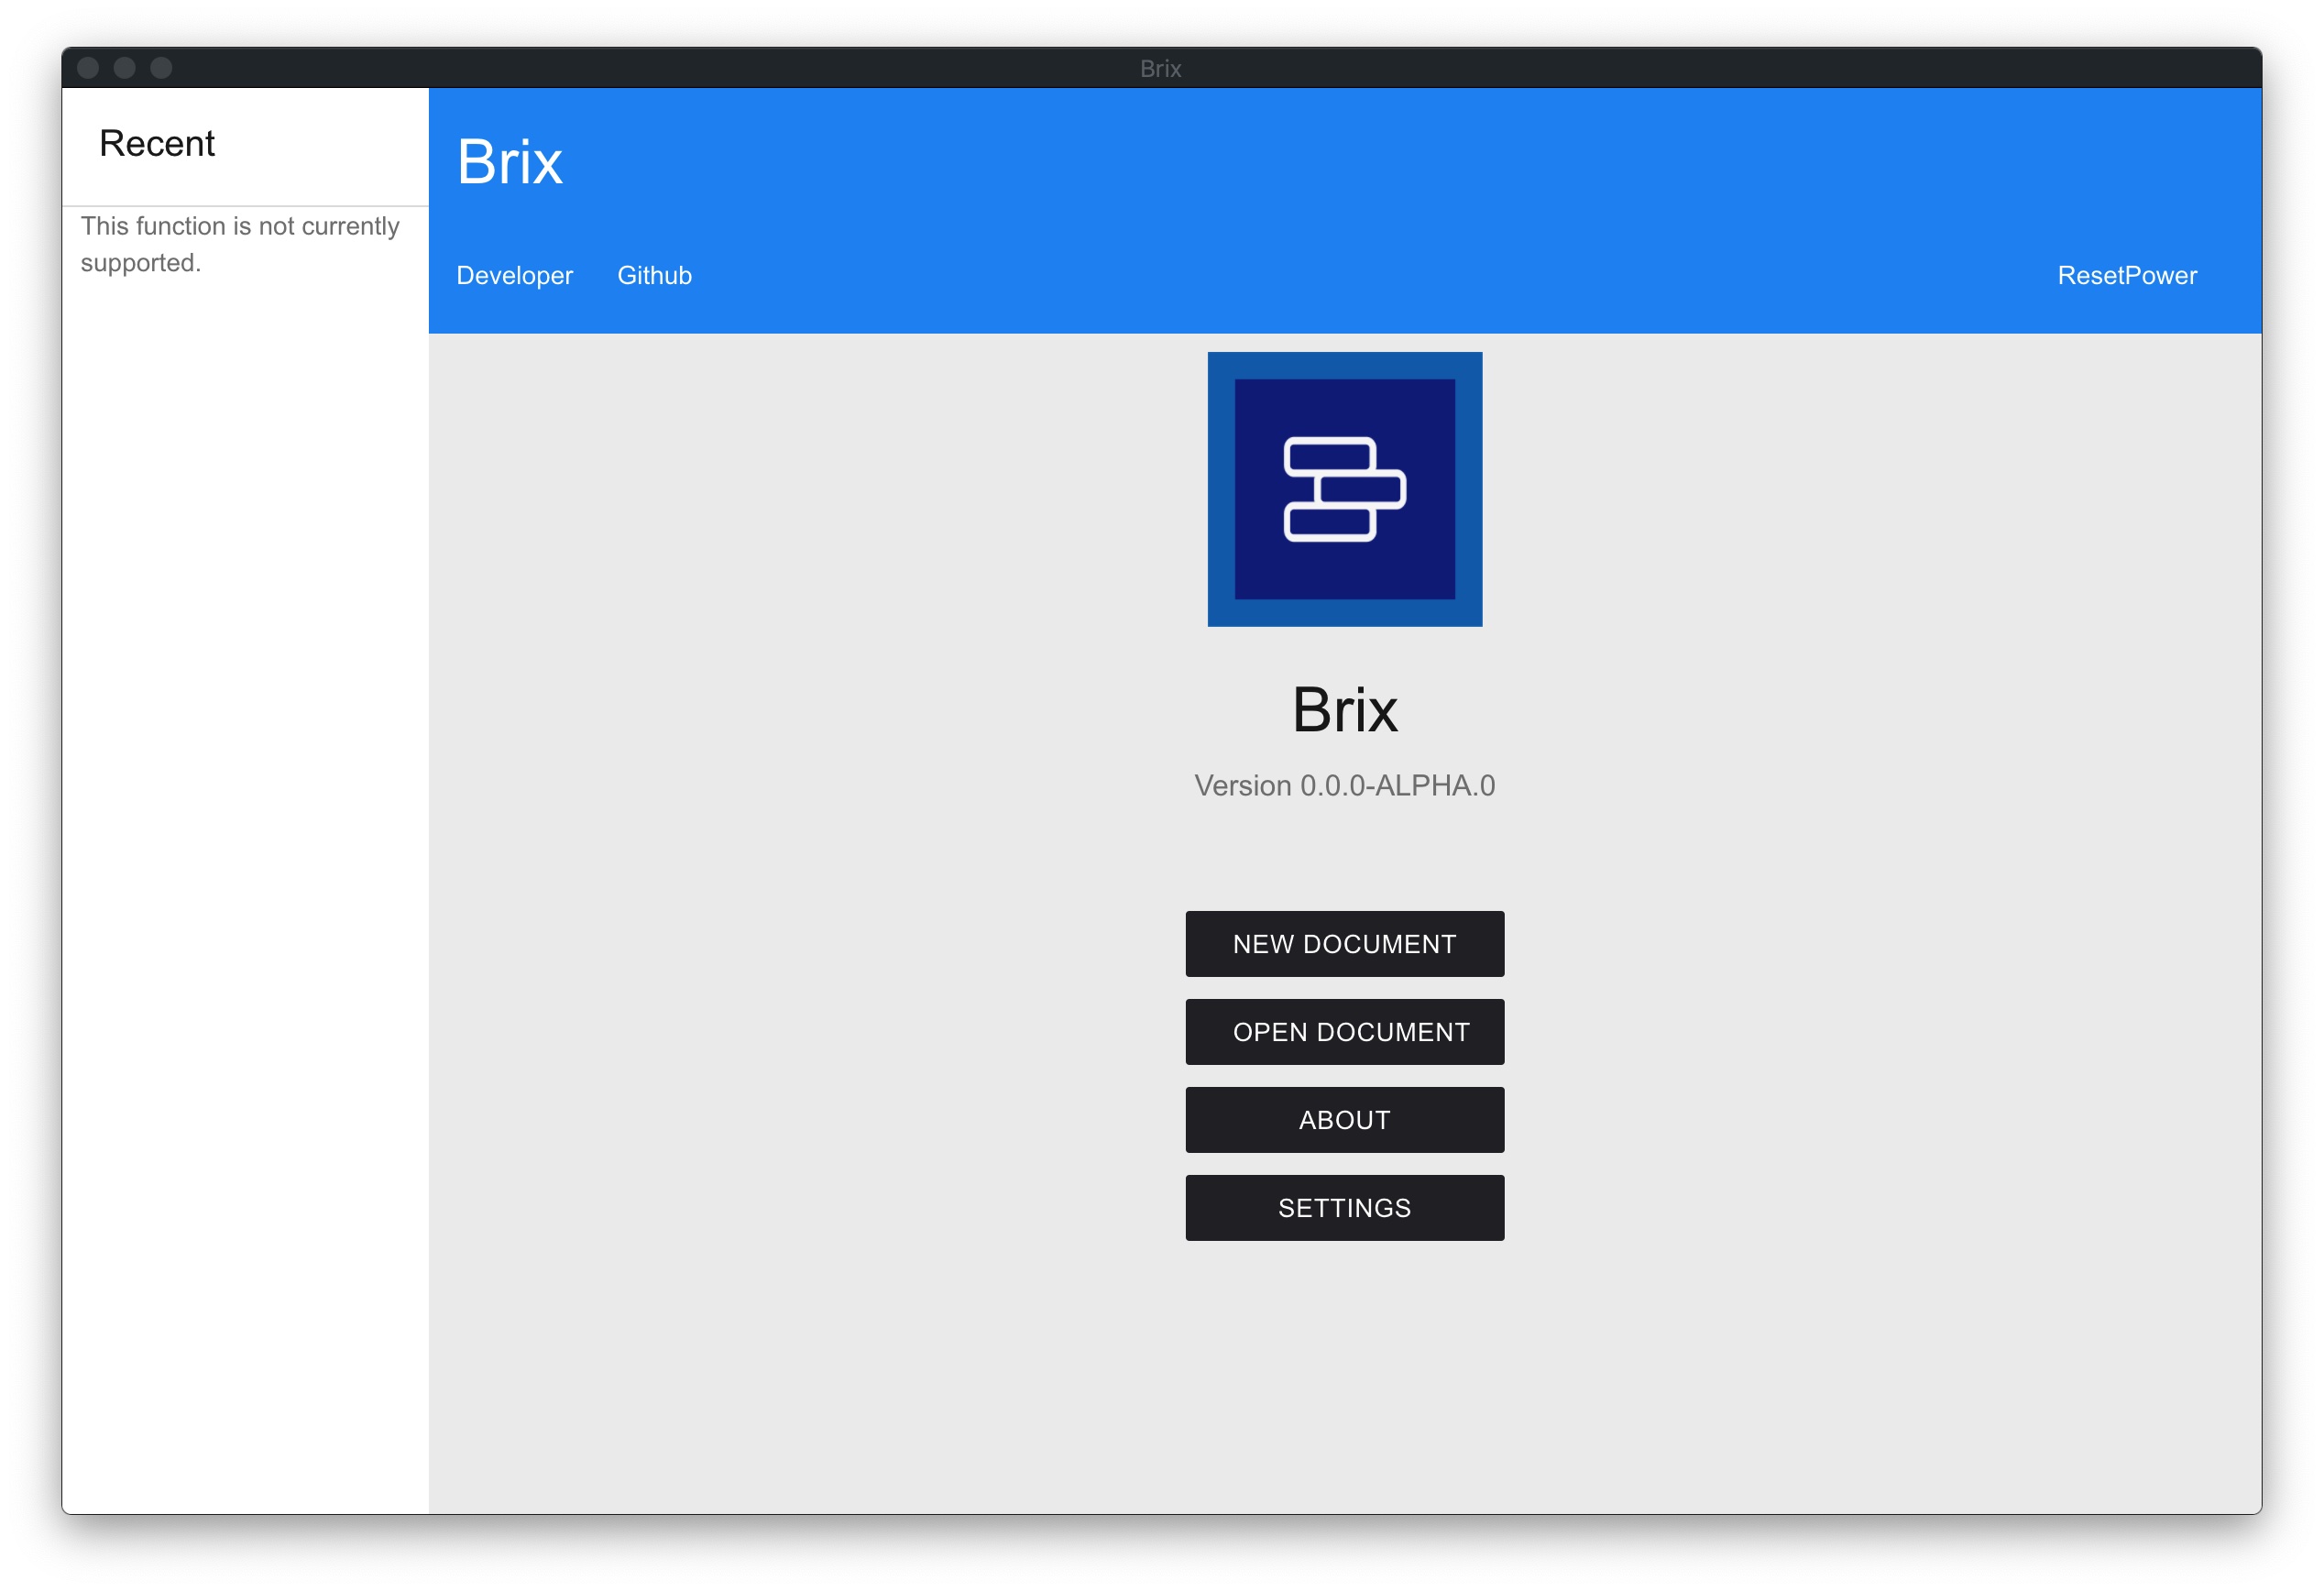 Brix
Recent
This function is not currently
supported.
Brix
Developer
Github
ResetPower
Brix
Version 0.0.0-ALPHA.0
NEW DOCUMENT
OPEN DOCUMENT
ABOUT
SETTINGS